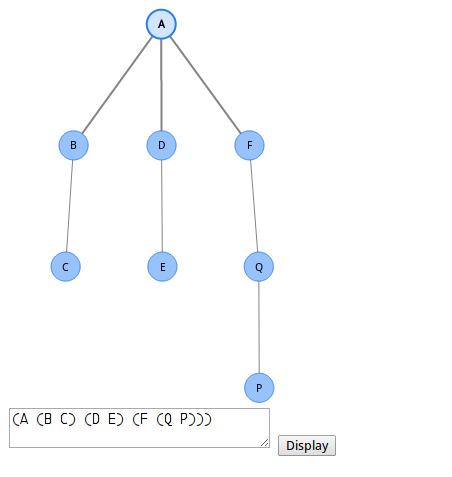 A
B D F
C E Q
P
(A (B C) (D E) (F (Q P)))
Display